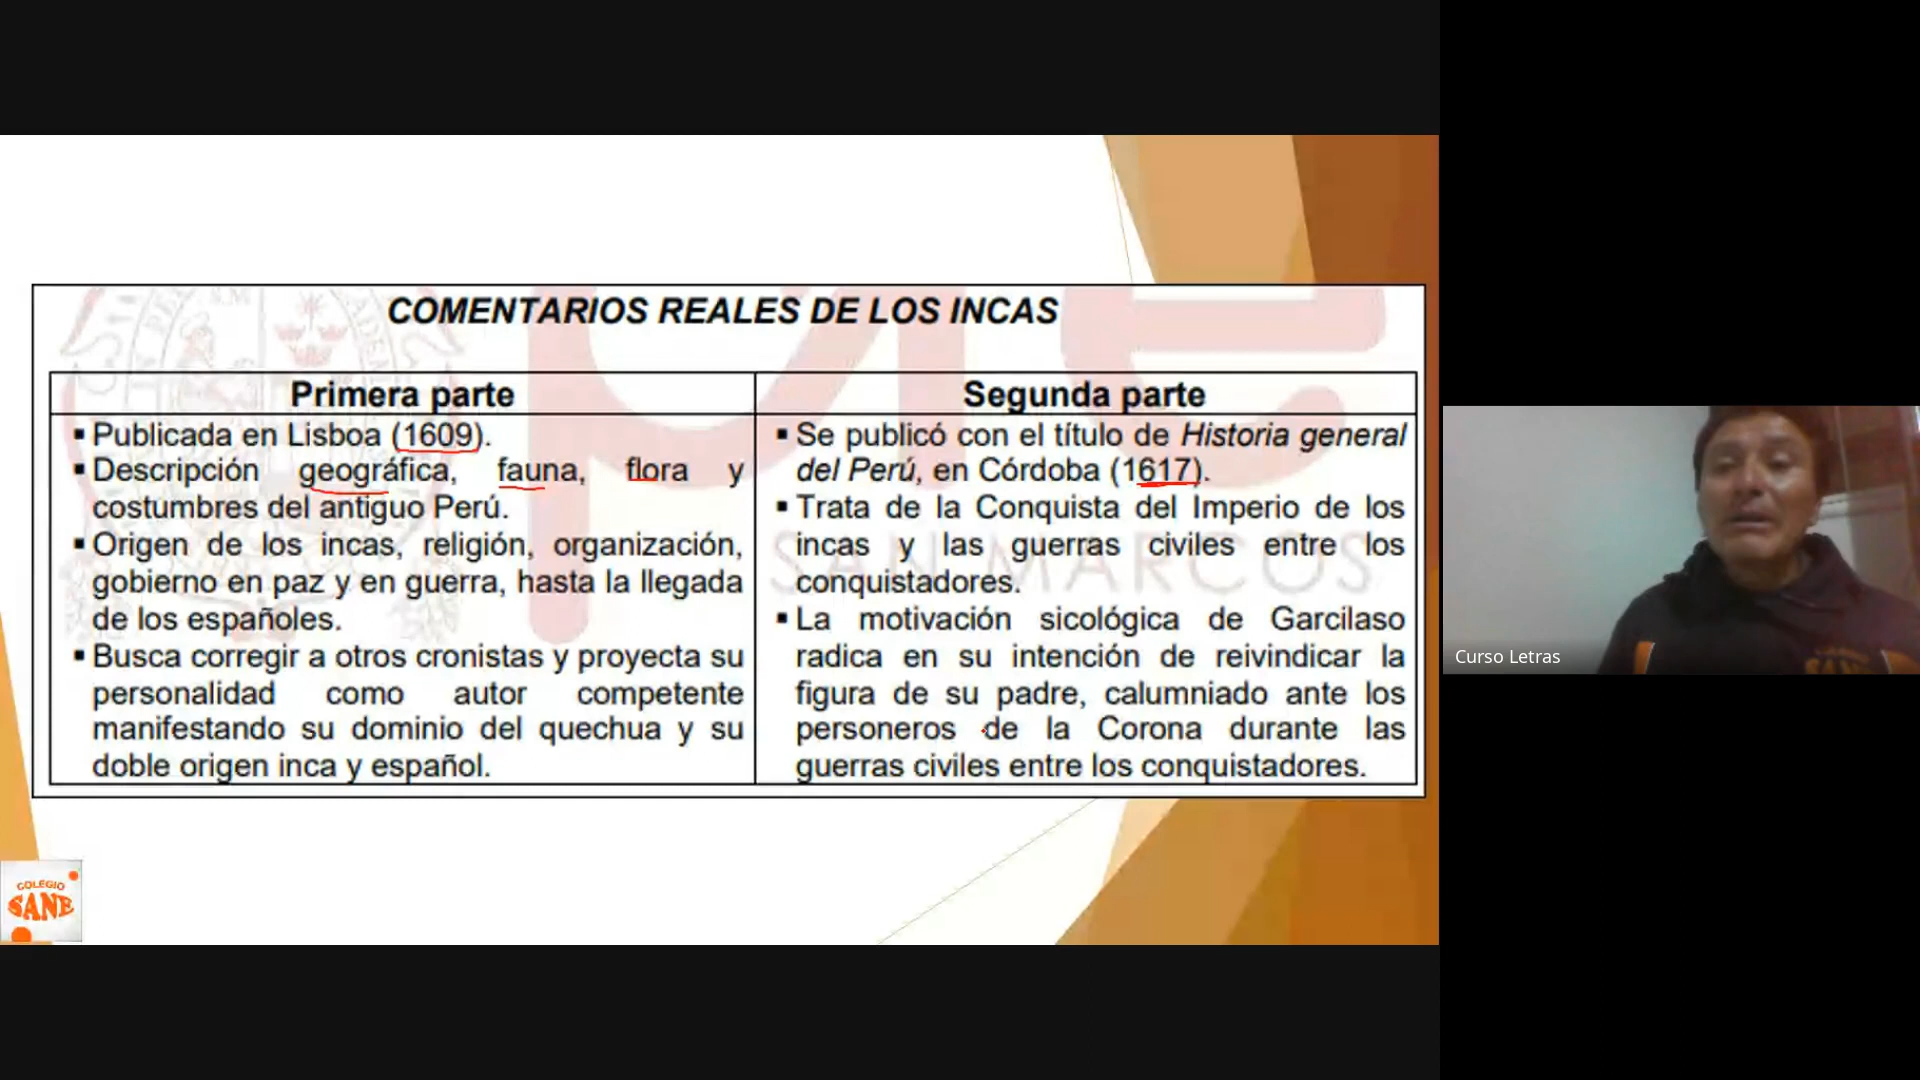 COMENTARIOS REALES DE LOS INCAS
Primera parte
▪ Publicada en Lisboa (1609).
▪ Descripción geográfica, fauna, flora y
costumbres del antiguo Perú.
▪ Origen de los incas, religión, organización,
gobierno en paz y en guerra, hasta la llegada
de los españoles.
▪ Busca corregir a otros cronistas y proyecta su
personalidad como autor competente
manifestando su dominio del quechua y su
doble origen inca y español.
Segunda parte
▪ Se publicó con el título de Historia general
del Perú, en Córdoba (1617).
▪ Trata de la Conquista del Imperio de los
incas y las guerras civiles entre los
conquistadores.
▪ La motivación sicológica de Garcilaso
radica en su intención de reivindicar la
figura de su padre, calumniado ante los
personeros de la Corona durante las
guerras civiles entre los conquistadores.
SAN MARCOS
COLEGIO
SANE
Curso Letras